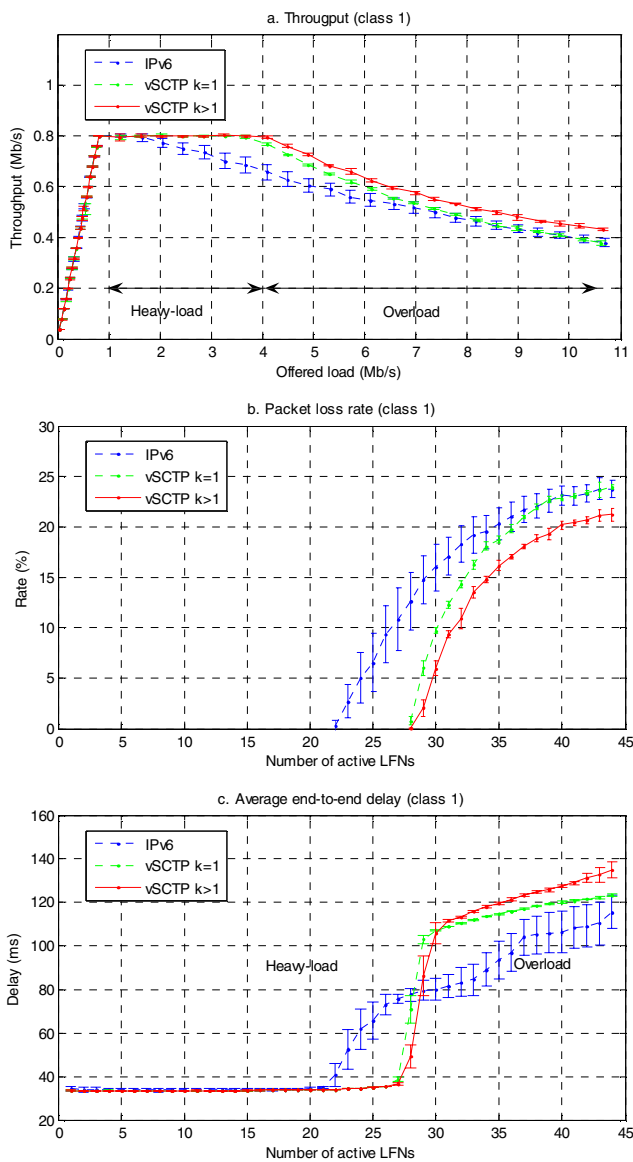 a. Througput (class 1)
IPv6
vSCTP k=1
vSCTP k>1
1
0.8
0.6
0.4
0.2
0
Throughput (Mb/s)
Heavy-load
Overload
0 1 2 3 4 5 6 7 8 9 10 11
Offered load (Mb/s)
b. Packet loss rate (class 1)
IPv6
vSCTP k=1
vSCTP k>1
30
25
20
15
10
5
0
Rate (%)
0 5 10 15 20 25 30 35 40 45
Number of active LFNs
c. Average end-to-end delay (class 1)
IPv6
vSCTP k=1
vSCTP k>1
160
140
120
100
80
60
40
20
Delay (ms)
Heavy-load
Overload
0 5 10 15 20 25 30 35 40 45
Number of active LFNs